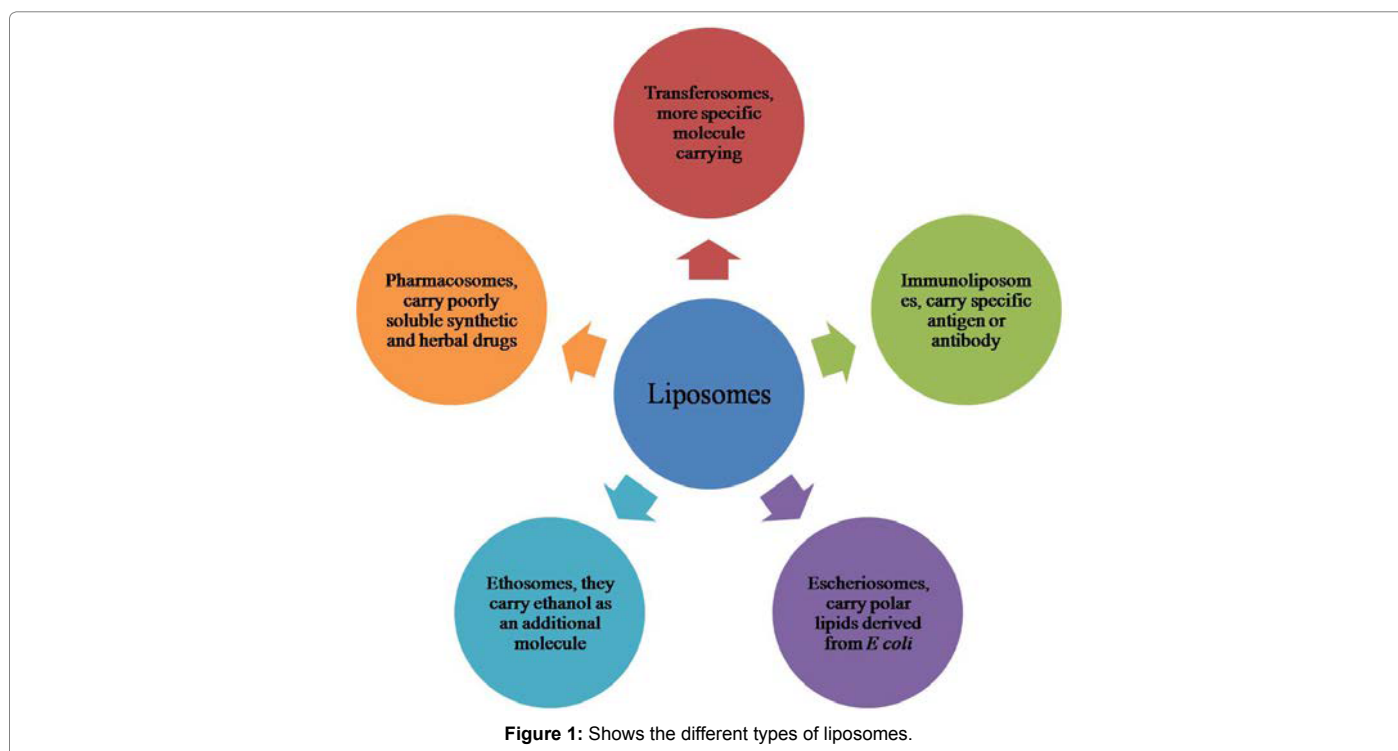 Transferosomes,
more specific
molecule
carrying
Pharmacosomes,
carry poorly
soluble synthetic
and herbal drugs
Immunoliposom
es, carry specific
antigen or
antibody
Liposomes
Ethosomes, they
carry ethanol as
an additional
molecule
Escheriosomes,
carry polar
lipids derived
from E coli
Figure 1: Shows the different types of liposomes.